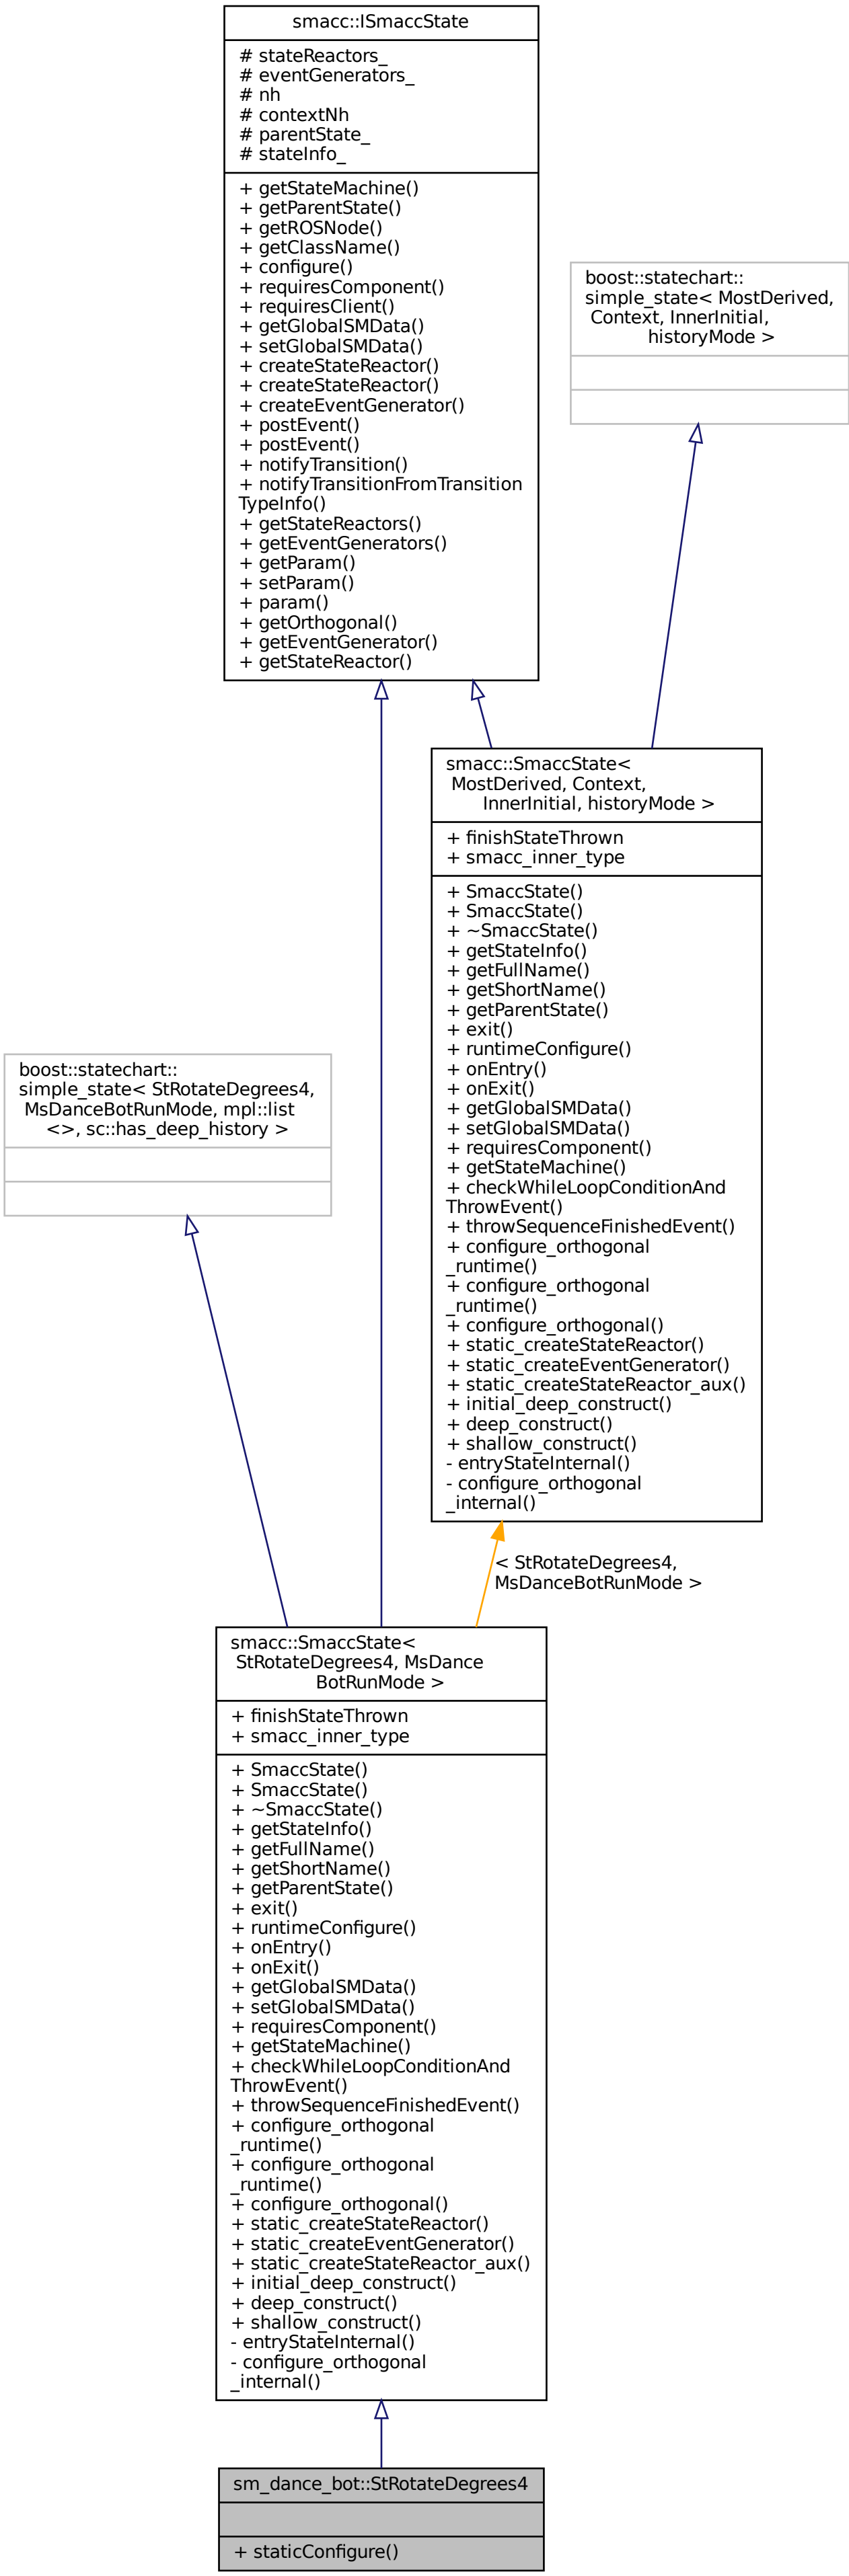 smacc::ISmaccState
# stateReactors_
# eventGenerators_
# nh
# contextNh
# parentState_
# stateInfo_
+ getStateMachine()
+ getParentState()
+ getROSNode()
+ getClassName()
+ configure()
+ requiresComponent()
+ requiresClient()
+ getGlobalSMData()
+ setGlobalSMData()
+ createStateReactor()
+ createStateReactor()
+ createEventGenerator()
+ postEvent()
+ postEvent()
+ notifyTransition()
+ notifyTransitionFromTransition
TypeInfo()
+ getStateReactors()
+ getEventGenerators()
+ getParam()
+ setParam()
+ param()
+ getOrthogonal()
+ getEventGenerator()
+ getStateReactor()
boost::statechart::
simple_state< MostDerived,
Context, InnerInitial,
historyMode >
smacc::SmaccState<
MostDerived, Context,
InnerInitial, historyMode >
+ finishStateThrown
+ smacc_inner_type
+ SmaccState()
+ SmaccState()
+ ~SmaccState()
+ getStateInfo()
+ getFullName()
+ getShortName()
+ getParentState()
+ exit()
+ runtimeConfigure()
+ onEntry()
+ onExit()
+ getGlobalSMData()
+ setGlobalSMData()
+ requiresComponent()
+ getStateMachine()
+ checkWhileLoopConditionAnd
ThrowEvent()
+ throwSequenceFinishedEvent()
+ configure_orthogonal
_runtime()
+ configure_orthogonal
_runtime()
+ configure_orthogonal()
+ static_createStateReactor()
+ static_createEventGenerator()
+ static_createStateReactor_aux()
+ initial_deep_construct()
+ deep_construct()
+ shallow_construct()
- entryStateInternal()
- configure_orthogonal
_internal()
boost::statechart::
simple_state< StRotateDegrees4,
MsDanceBotRunMode, mpl::list
<>, sc::has_deep_history >
< StRotateDegrees4,
MsDanceBotRunMode >
smacc::SmaccState<
StRotateDegrees4, MsDance
BotRunMode >
+ finishStateThrown
+ smacc_inner_type
+ SmaccState()
+ SmaccState()
+ ~SmaccState()
+ getStateInfo()
+ getFullName()
+ getShortName()
+ getParentState()
+ exit()
+ runtimeConfigure()
+ onEntry()
+ onExit()
+ getGlobalSMData()
+ setGlobalSMData()
+ requiresComponent()
+ getStateMachine()
+ checkWhileLoopConditionAnd
ThrowEvent()
+ throwSequenceFinishedEvent()
+ configure_orthogonal
_runtime()
+ configure_orthogonal
_runtime()
+ configure_orthogonal()
+ static_createStateReactor()
+ static_createEventGenerator()
+ static_createStateReactor_aux()
+ initial_deep_construct()
+ deep_construct()
+ shallow_construct()
- entryStateInternal()
- configure_orthogonal
_internal()
sm_dance_bot::StRotateDegrees4
+ staticConfigure()